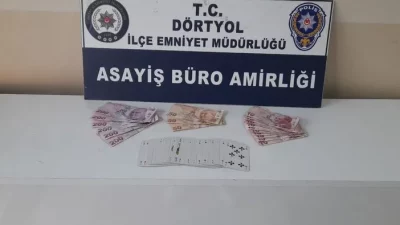 T.C.
DÖRTYOL
İLÇE EMNİYET MÜDÜRLÜĞÜ
ASAYİŞ BÜRO AMİRLİĞİ